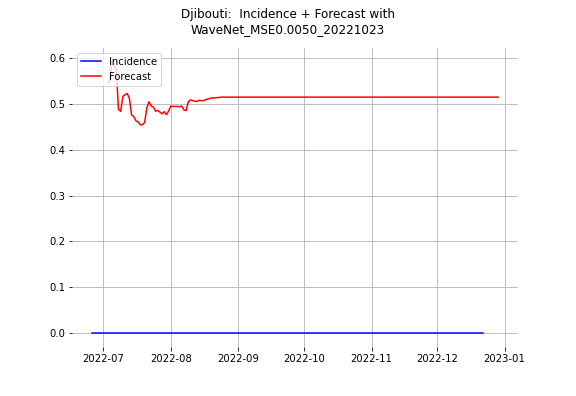 Djibouti:  Incidence + Forecast with
WaveNet_MSE0.0050_20221023
Incidence
Forecast
0.6
0.5
0.4
0.3
0.2
0.1
0.0
2022-07 2022-08 2022-09 2022-10 2022-11 2022-12 2023-01